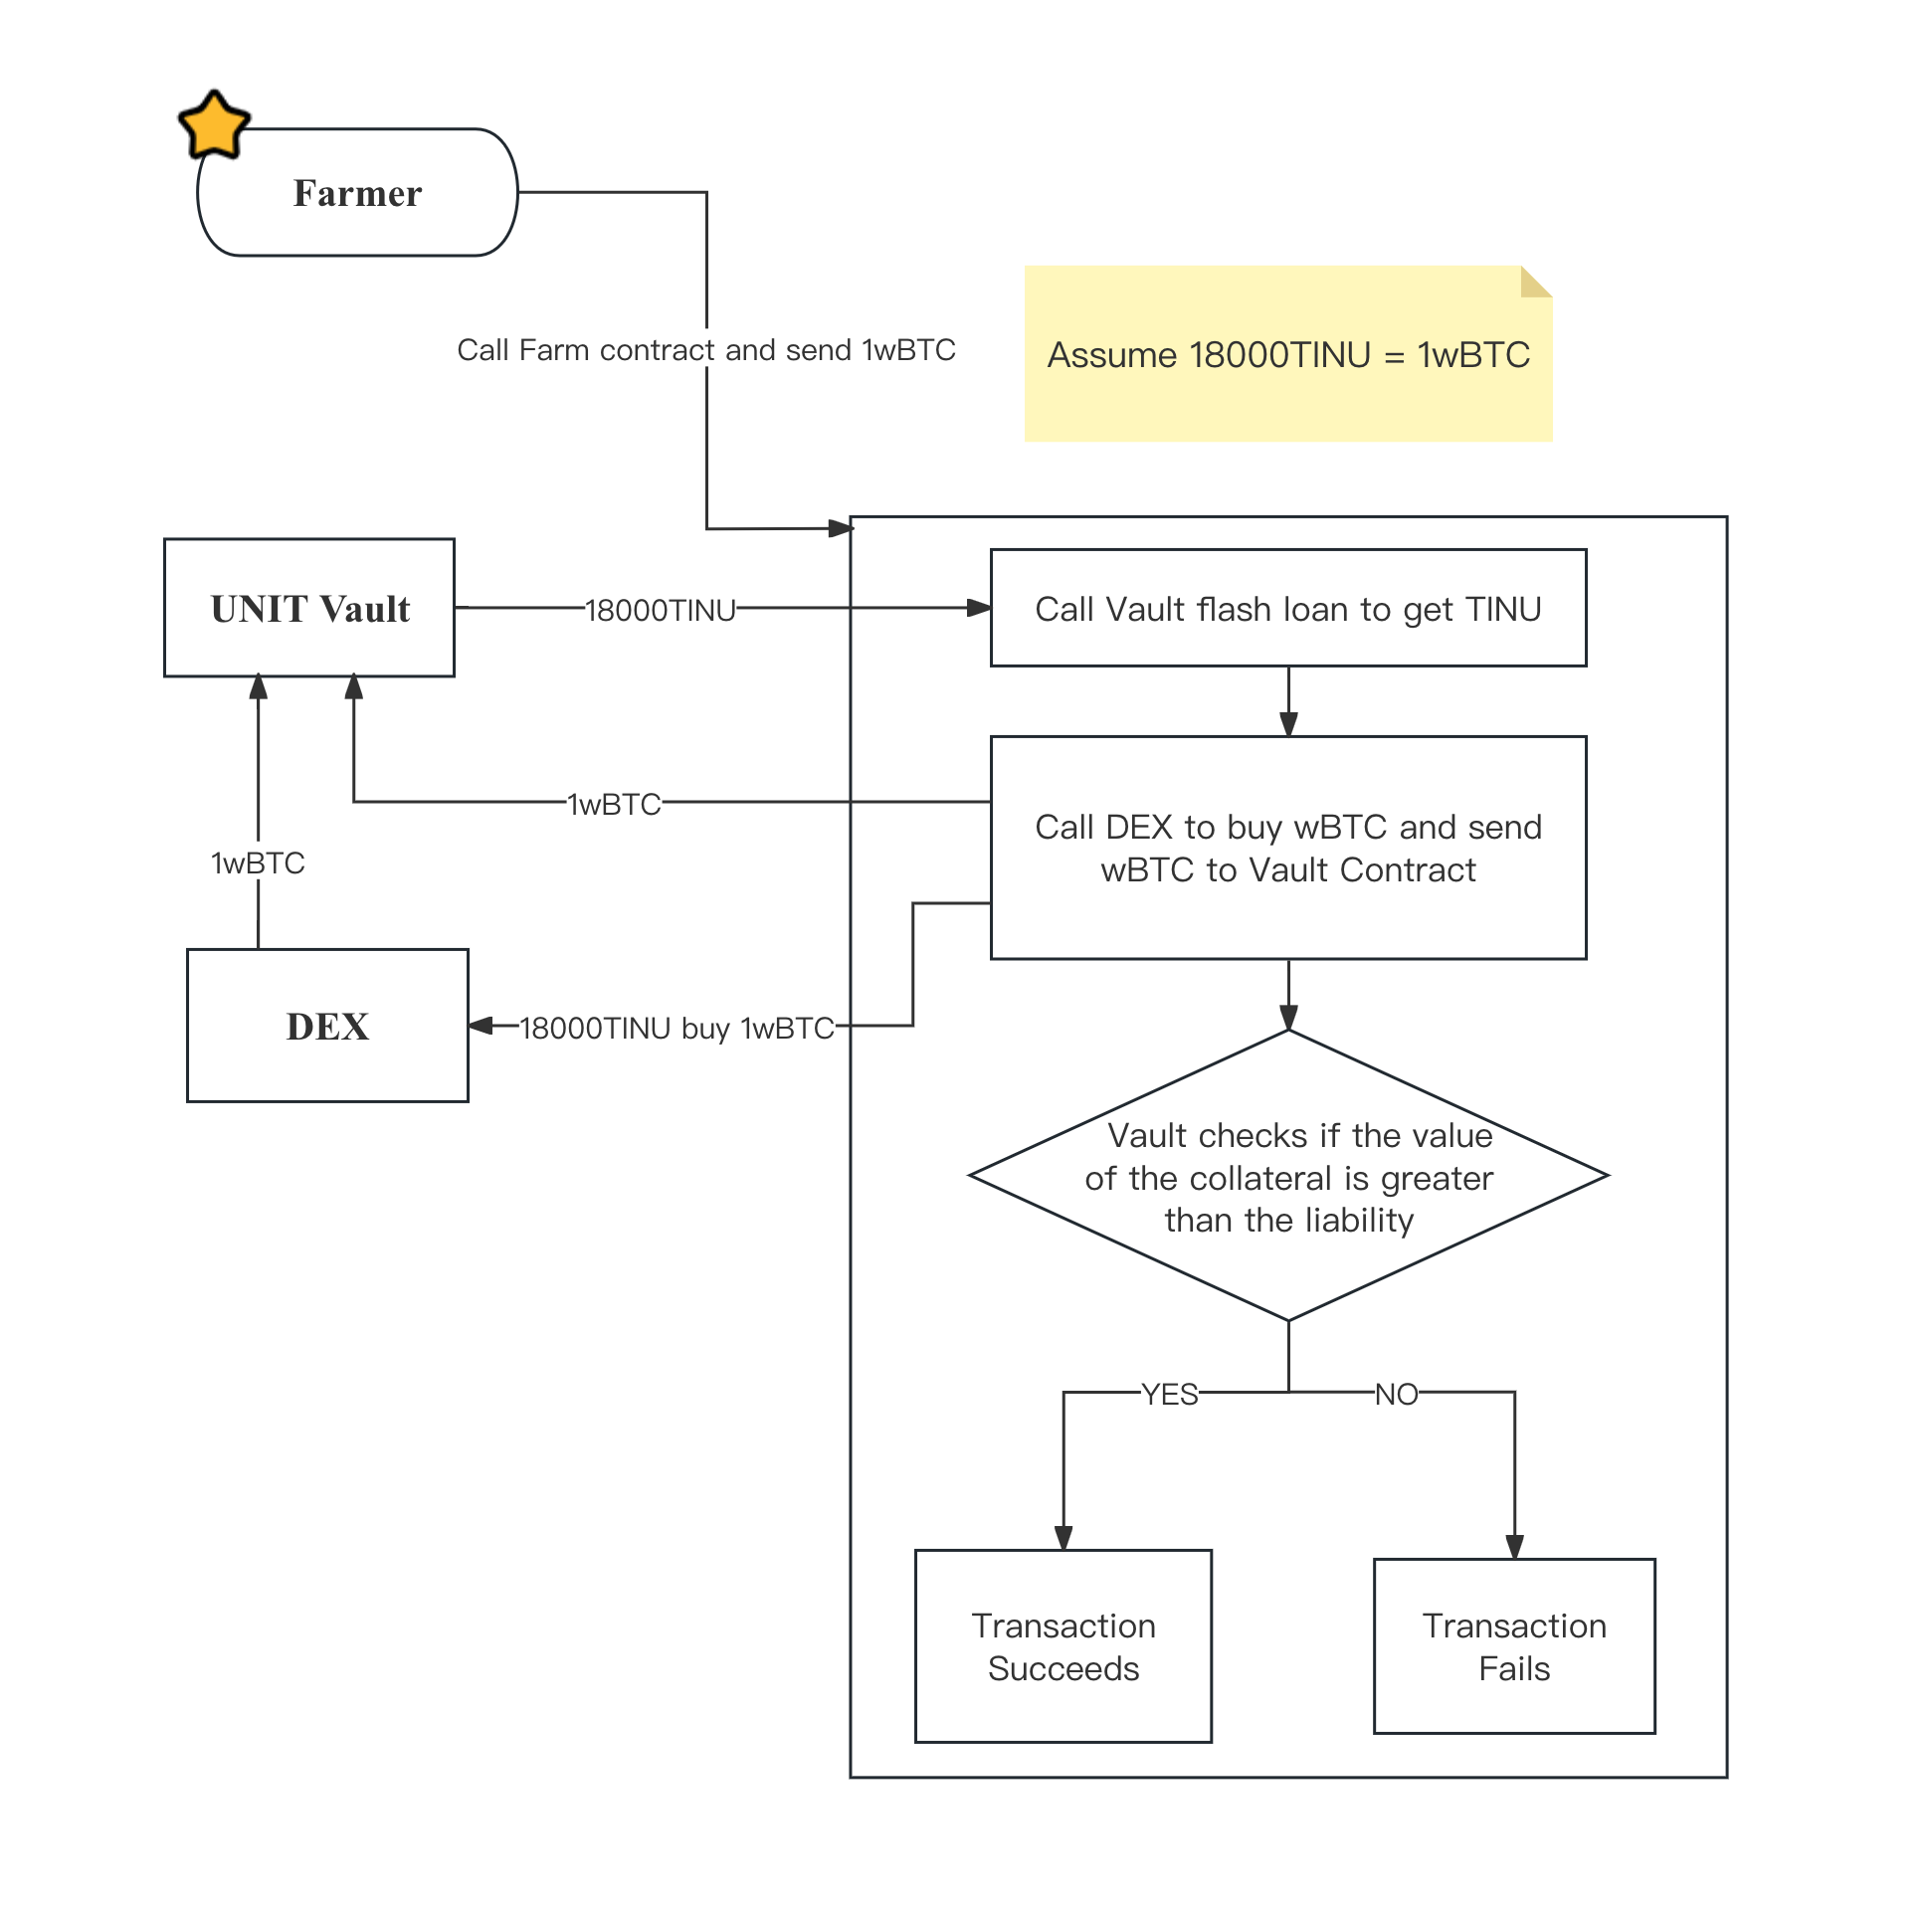 Farmer
Call Farm contract and send 1wBTC
Assume 18000TINU = 1wBTC
UNIT Vault
18000TINU
Call Vault flash loan to get TINU
1wBTC
Call DEX to buy wBTC and send
wBTC to Vault Contract
1wBTC
DEX
18000TINU buy 1wBTC
Vault checks if the value
of the collateral is greater
than the liability
YES
NO
Transaction
Succeeds
Transaction
Fails